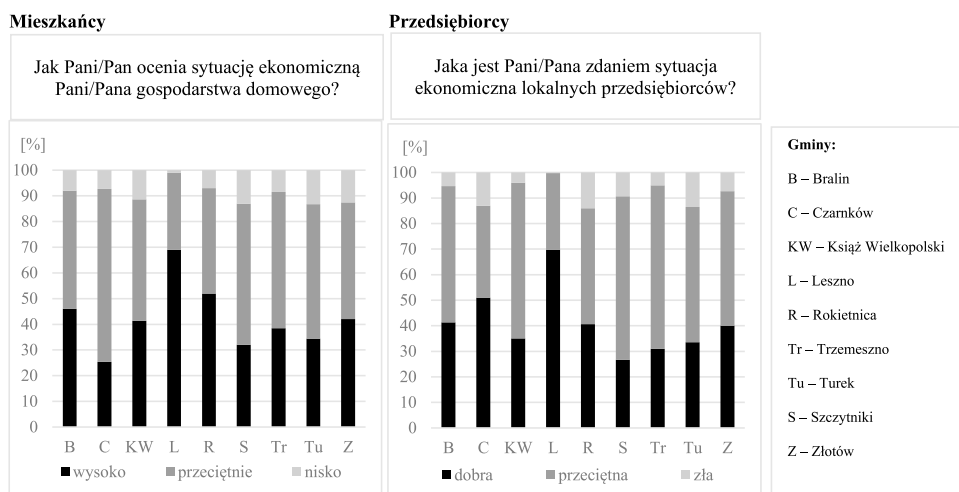 Mieszkańcy
Jak Pani/Pan ocenia sytuację ekonomiczną
Pani/Pana gospodarstwa domowego?
[%]
100
90
80
70
60
50
40
30
20
10
0
B C KW L R S Tr Tu Z
wysoko przeciętnie nisko
Przedsiębiorcy
Jaka jest Pani/Pana zdaniem sytuacja
ekonomiczna lokalnych przedsiębiorców?
[%]
100
90
80
70
60
50
40
30
20
10
0
B C KW L R S Tr Tu Z
dobra przeciętna zła
Gminy:
B – Bralin
C – Czarnków
KW – Książ Wielkopolski
L – Leszno
R – Rokietnica
Tr – Trzemeszno
Tu – Turek
S – Szczytniki
Z – Złotów